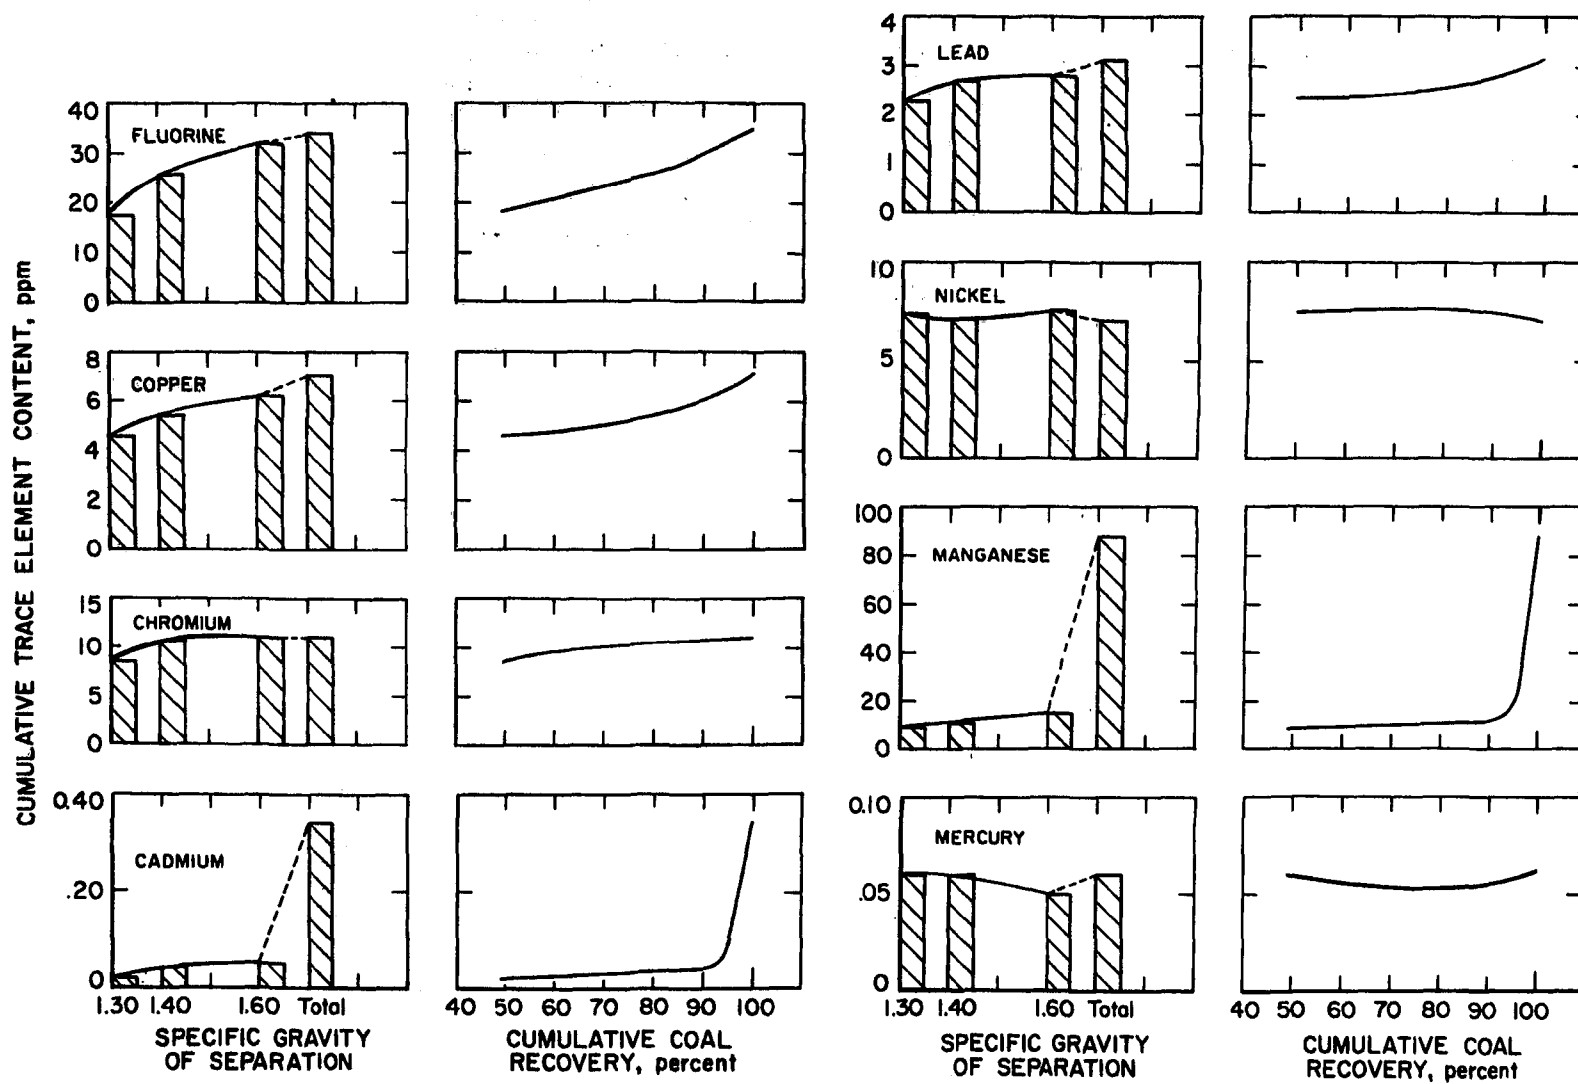 CUMULATIVE TRACE ELEMENT CONTENT, ppm
40
30
20
10
0
FLUORINE
8
6
4
2
0
COPPER
15
10
5
0
CHROMIUM
0.40
.20
0
CADMIUM
1.30 1.40 1.60 Total
SPECIFIC GRAVITY
OF SEPARATION
40 50 60 70 80 90 100
CUMULATIVE COAL
RECOVERY, percent
4
3
2
1
0
LEAD
10
5
0
NICKEL
100
80
60
40
20
0
MANGANESE
0.10
.05
0
MERCURY
1.30 1.40 1.60 Total
SPECIFIC GRAVITY
OF SEPARATION
40 50 60 70 80 90 100
CUMULATIVE COAL
RECOVERY, percent